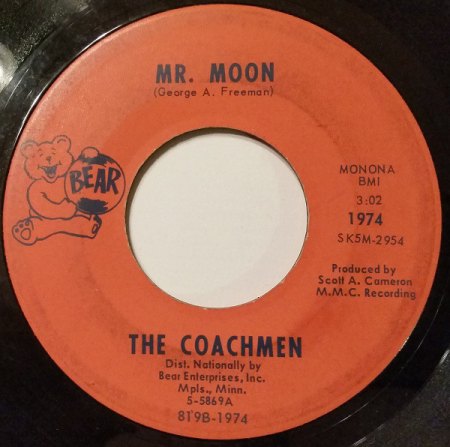 MR. MOON
(George A. Freeman)
BEAR
MONONA
BMI
3:02
1974
SK5M-2954
Produced by
Scott A. Cameron
M.M.C. Recording
THE COACHMEN
Dist. Nationally by
Bear Enterprises, Inc.
Mpls., Minn.
5-5869A
819B-1974